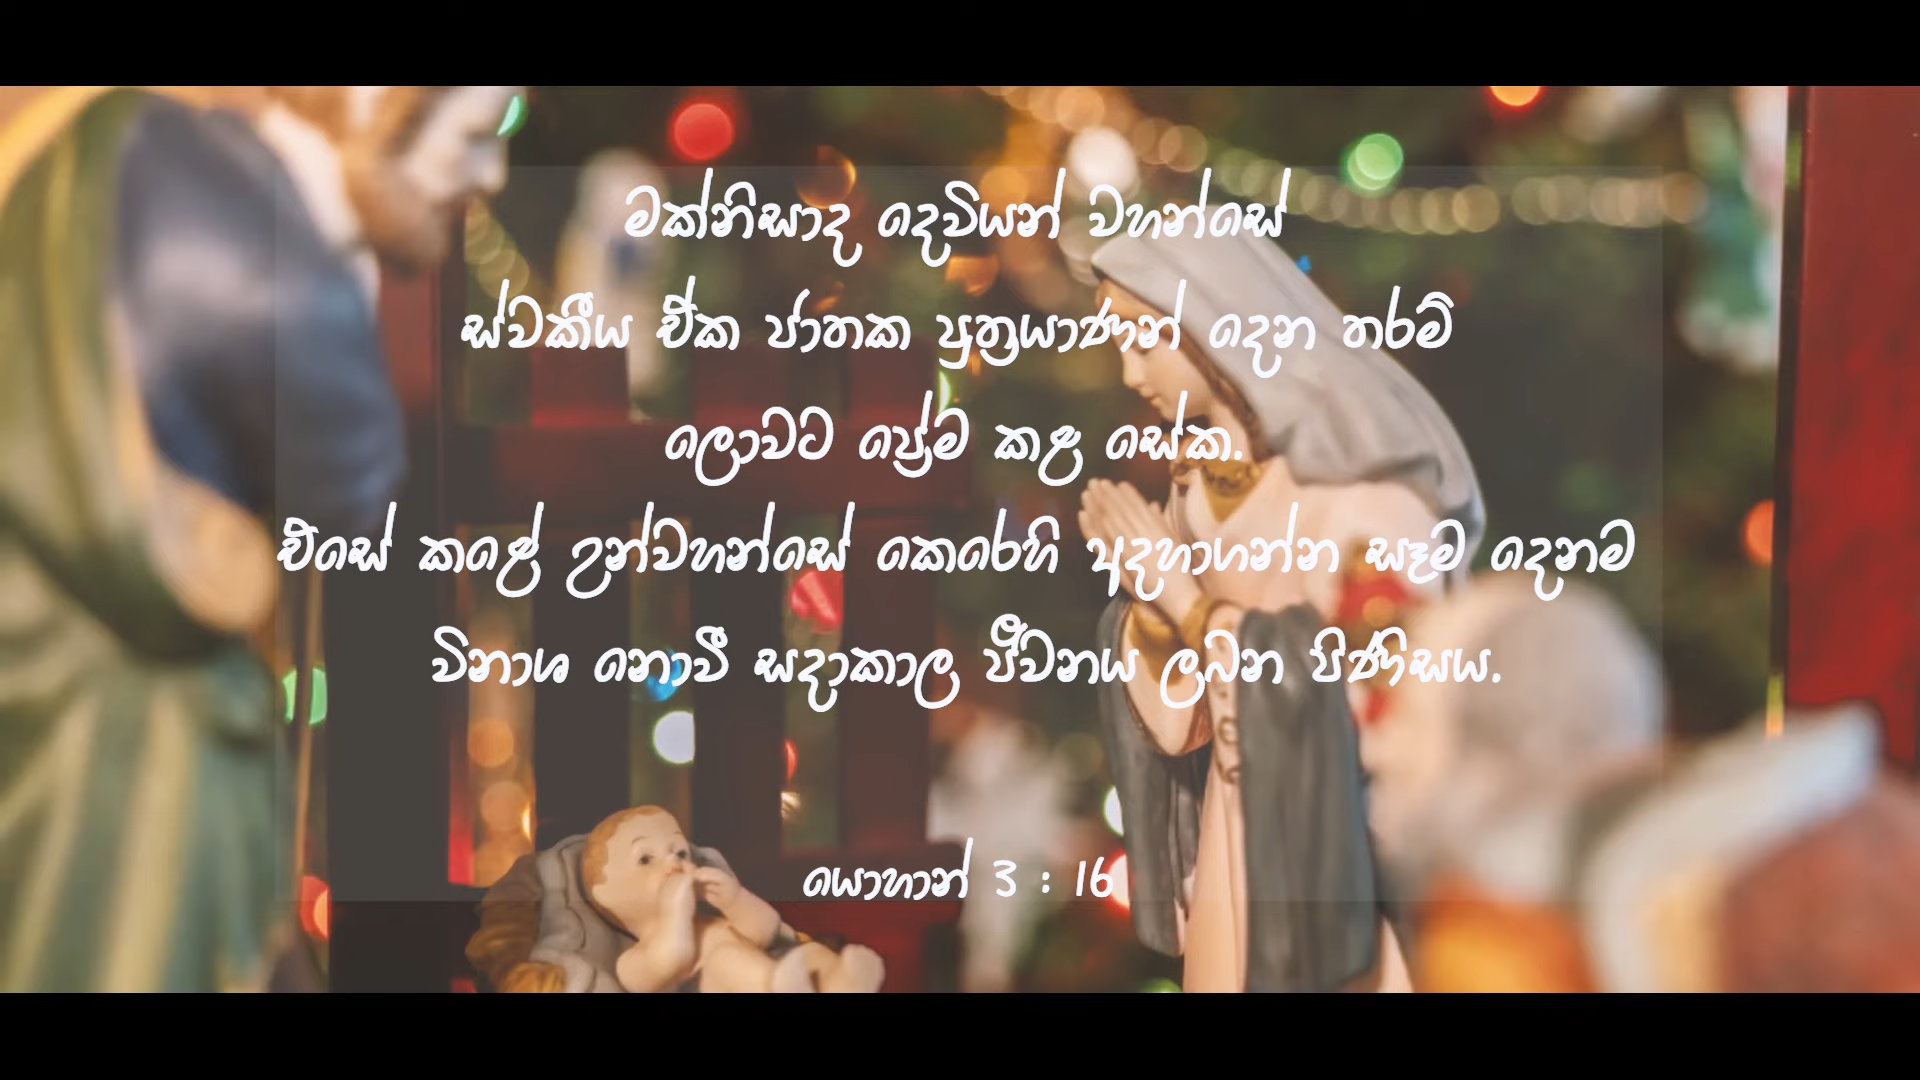 මක්නිසාද දෙවියන් වහන්සේ
ස්වකීය ඒක ජාතක පුත්‍රයාණන් දෙන තරම්
ලොවට ප්‍රේම කළ සේක.
එසේ කළේ උන්වහන්සේ කෙරෙහි අදහාගන්න සෑම දෙනම
විනාශ නොවී සදාකාල ජීවනය ලබන පිණිසය.
යොහාන් 3 : 16